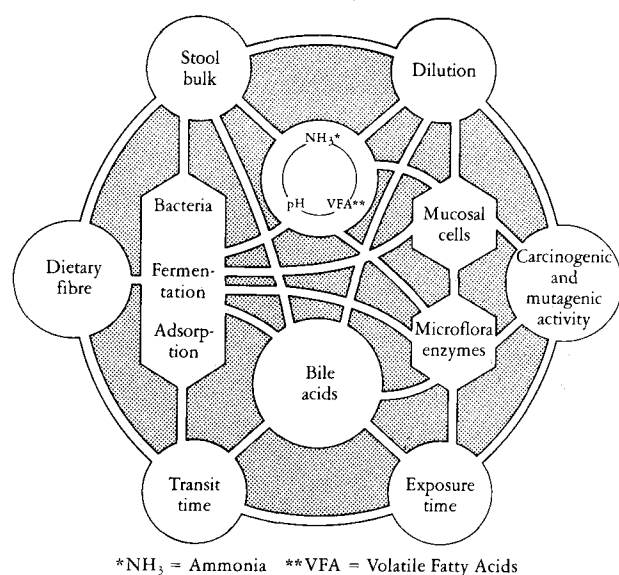 Stool
bulk
Dilution
NH₃*
pH
VFA**
Bacteria
Fermen-
tation
Adsorp-
tion
Mucosal
cells
Dietary
fibre
Carcinogenic
and
mutagenic
activity
Microflora
enzymes
Bile
acids
Transit
time
Exposure
time
*NH₃ = Ammonia **VFA = Volatile Fatty Acids